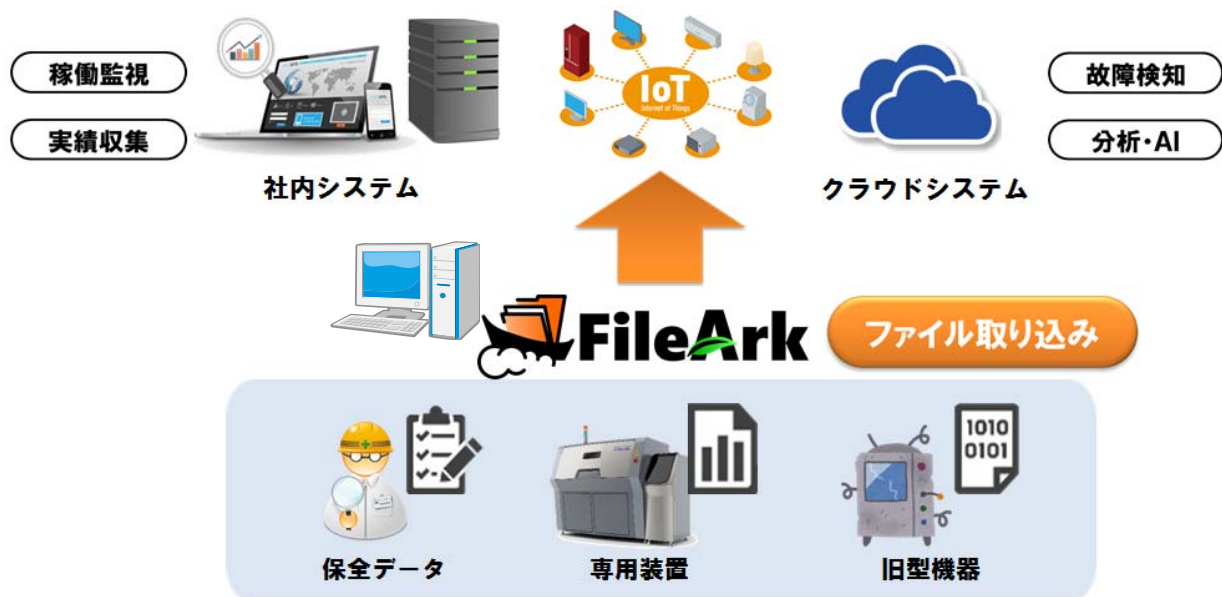 稼働監視
実績収集
社内システム
IoT
Internet of Things
クラウドシステム
故障検知
分析・AI
FileArk
ファイル取り込み
1010
0101
保全データ
専用装置
旧型機器